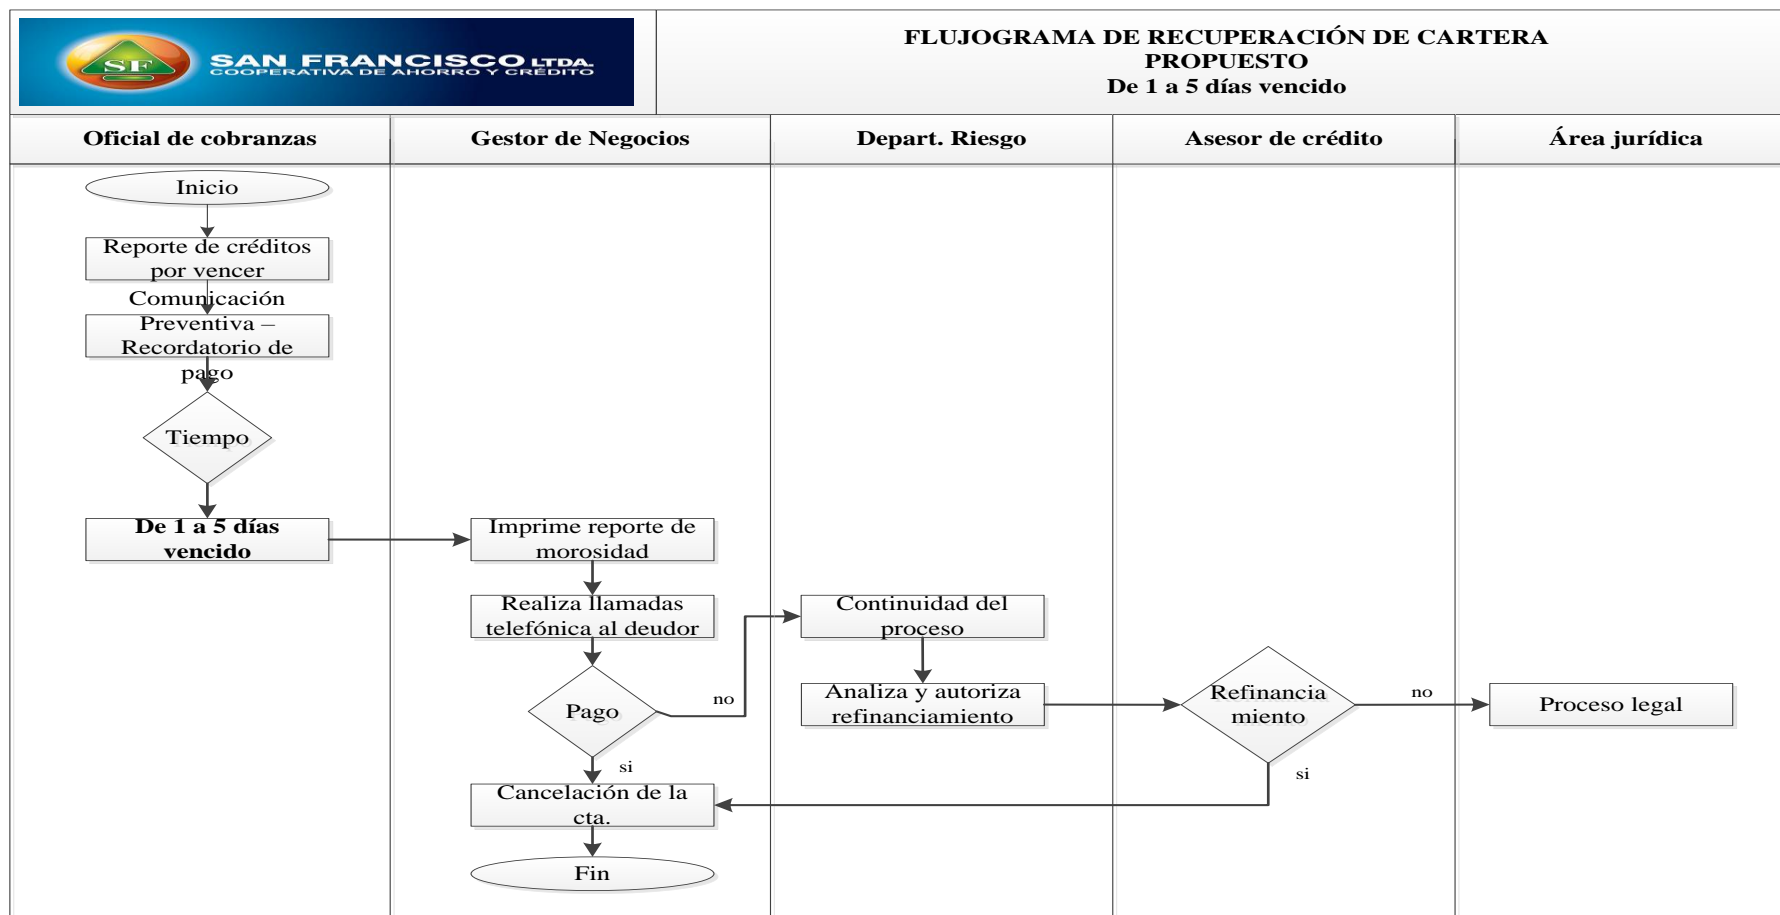 SF
SAN FRANCISCO LTDA.
COOPERATIVA DE AHORRO Y CRÉDITO
FLUJOGRAMA DE RECUPERACIÓN DE CARTERA
PROPUESTO
De 1 a 5 días vencido
Oficial de cobranzas
Gestor de Negocios
Depart. Riesgo
Asesor de crédito
Área jurídica
Inicio
Reporte de créditos
por vencer
Comunicación
Preventiva –
Recordatorio de
pago
Tiempo
De 1 a 5 días
vencido
Imprime reporte de
morosidad
Realiza llamadas
telefónica al deudor
Pago
no
si
Cancelación de la
cta.
Fin
Continuidad del
proceso
Analiza y autoriza
refinanciamiento
Refinancia
miento
no
si
Proceso legal